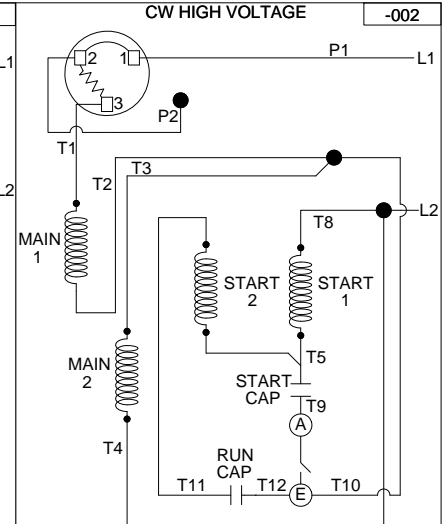 CW HIGH VOLTAGE
-002
L1
2
1
P1
L1
3
P2
T1
T2
T3
L2
T8
L2
MAIN
1
START
2
START
1
T5
MAIN
2
START
CAP
T9
A
T4
RUN
CAP
T11
T12
E
T10